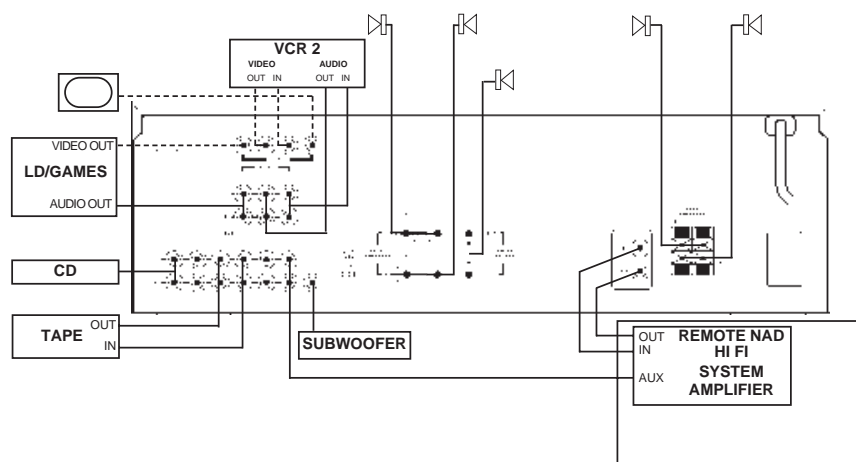 VCR 2
VIDEO AUDIO
OUT IN OUT IN
VIDEO OUT
LD/GAMES
AUDIO OUT
CD
TAPE
OUT
IN
SUBWOOFER
OUT
IN
AUX
REMOTE NAD
HI FI
SYSTEM
AMPLIFIER